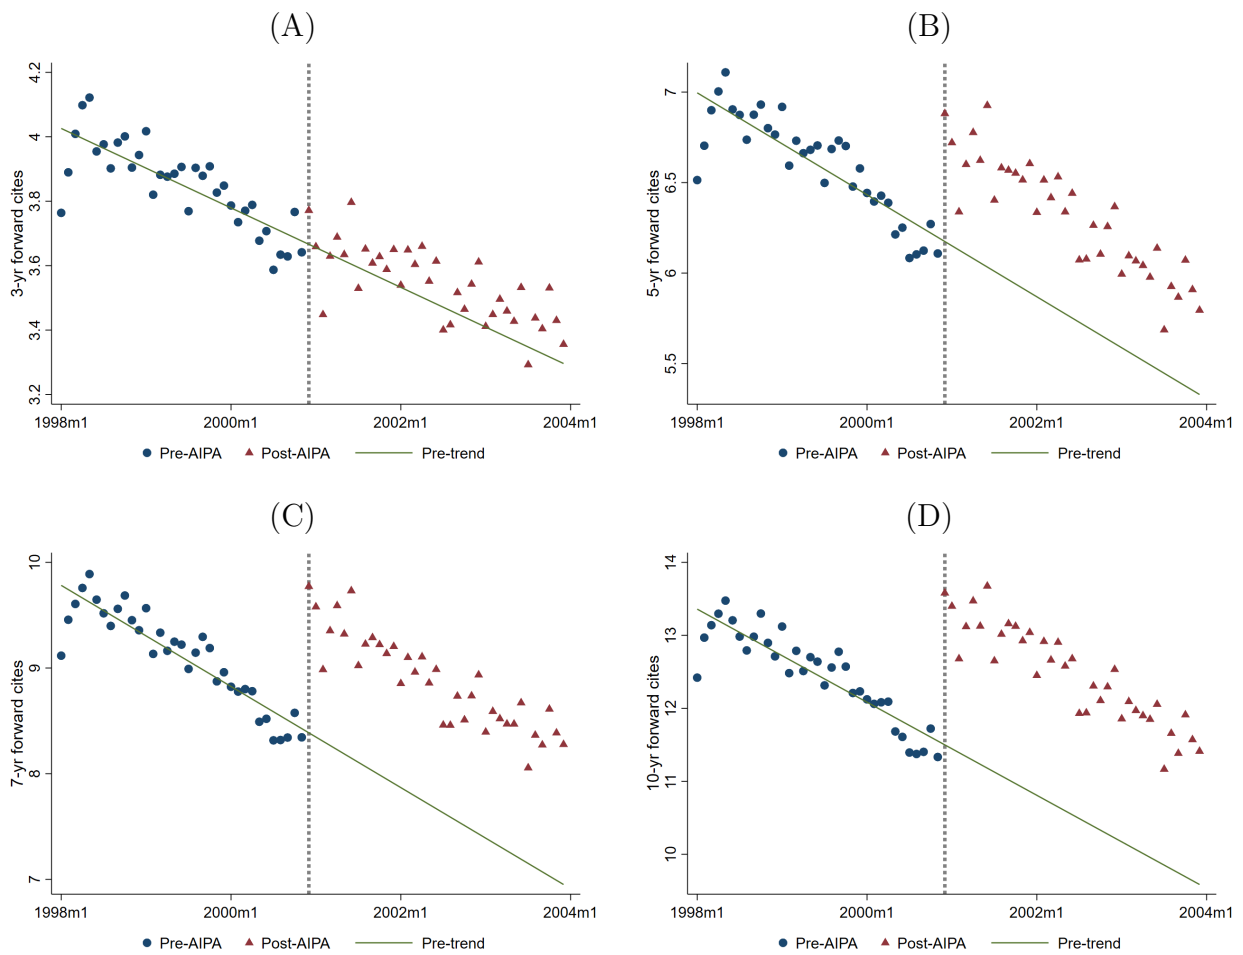 (A)
3-yr forward cites
4.2
4
3.8
3.6
3.4
3.2
1998m1 2000m1 2002m1 2004m1
Pre-AIPA Post-AIPA Pre-trend
(B)
5-yr forward cites
7
6.5
6
5.5
1998m1 2000m1 2002m1 2004m1
Pre-AIPA Post-AIPA Pre-trend
(C)
7-yr forward cites
10
9
8
7
1998m1 2000m1 2002m1 2004m1
Pre-AIPA Post-AIPA Pre-trend
(D)
10-yr forward cites
14
13
12
11
10
1998m1 2000m1 2002m1 2004m1
Pre-AIPA Post-AIPA Pre-trend